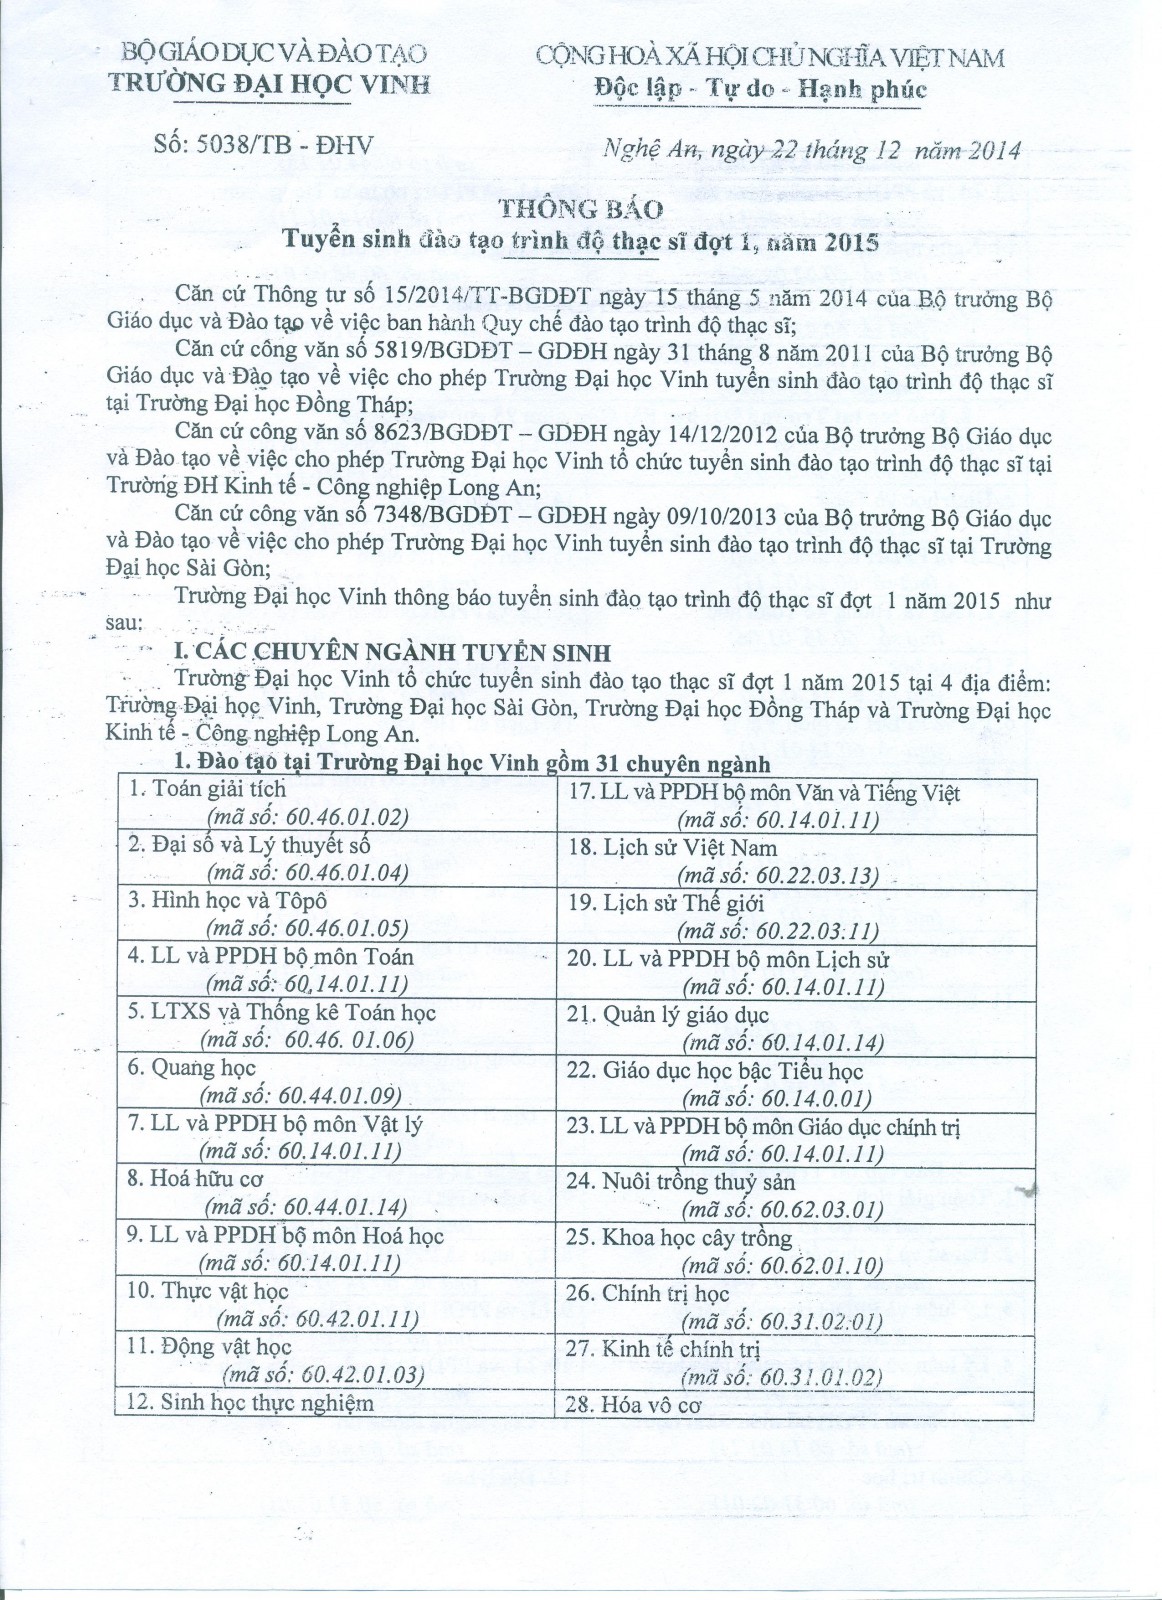 BỘ GIÁO DỤC VÀ ĐÀO TẠO
TRƯỜNG ĐẠI HỌC VINH
CỘNG HOÀ XÃ HỘI CHỦ NGHĨA VIỆT NAM
Độc lập - Tự do - Hạnh phúc
Số: 5038/TB - ĐHV
Nghệ An, ngày 22 tháng 12 năm 2014
THÔNG BÁO
Tuyển sinh đào tạo trình độ thạc sĩ đợt 1, năm 2015
Căn cứ Thông tư số 15/2014/TT-BGDĐT ngày 15 tháng 5 năm 2014 của Bộ trưởng Bộ
Giáo dục và Đào tạo về việc ban hành Quy chế đào tạo trình độ thạc sĩ;
Căn cứ công văn số 5819/BGDĐT – GDĐH ngày 31 tháng 8 năm 2011 của Bộ trưởng Bộ
Giáo dục và Đào tạo về việc cho phép Trường Đại học Vinh tuyển sinh đào tạo trình độ thạc sĩ
tại Trường Đại học Đồng Tháp;
Căn cứ công văn số 8623/BGDĐT – GDĐH ngày 14/12/2012 của Bộ trưởng Bộ Giáo dục
và Đào tạo về việc cho phép Trường Đại học Vinh tổ chức tuyển sinh đào tạo trình độ thạc sĩ tại
Trường ĐH Kinh tế - Công nghiệp Long An;
Căn cứ công văn số 7348/BGDĐT – GDĐH ngày 09/10/2013 của Bộ trưởng Bộ Giáo dục
và Đào tạo về việc cho phép Trường Đại học Vinh tuyển sinh đào tạo trình độ thạc sĩ tại Trường
Đại học Sài Gòn;
Trường Đại học Vinh thông báo tuyển sinh đào tạo trình độ thạc sĩ đợt 1 năm 2015 như
sau:
I. CÁC CHUYÊN NGÀNH TUYỂN SINH
Trường Đại học Vinh tổ chức tuyển sinh đào tạo thạc sĩ đợt 1 năm 2015 tại 4 địa điểm:
Trường Đại học Vinh, Trường Đại học Sài Gòn, Trường Đại học Đồng Tháp và Trường Đại học
Kinh tế - Công nghiệp Long An.
1. Đào tạo tại Trường Đại học Vinh gồm 31 chuyên ngành
1. Toán giải tích
(mã số: 60.46.01.02)
17. LL và PPDH bộ môn Văn và Tiếng Việt
(mã số: 60.14.01.11)
2. Đại số và Lý thuyết số
(mã số: 60.46.01.04)
18. Lịch sử Việt Nam
(mã số: 60.22.03.13)
3. Hình học và Tôpô
(mã số: 60.46.01.05)
19. Lịch sử Thế giới
(mã số: 60.22.03.11)
4. LL và PPDH bộ môn Toán
(mã số: 60.14.01.11)
20. LL và PPDH bộ môn Lịch sử
(mã số: 60.14.01.11)
5. LTXS và Thống kê Toán học
(mã số: 60.46. 01.06)
21. Quản lý giáo dục
(mã số: 60.14.01.14)
6. Quang học
(mã số: 60.44.01.09)
22. Giáo dục học bậc Tiểu học
(mã số: 60.14.0.01)
7. LL và PPDH bộ môn Vật lý
(mã số: 60.14.01.11)
23. LL và PPDH bộ môn Giáo dục chính trị
(mã số: 60.14.01.11)
8. Hoá hữu cơ
(mã số: 60.44.01.14)
24. Nuôi trồng thuỷ sản
(mã số: 60.62.03.01)
9. LL và PPDH bộ môn Hoá học
(mã số: 60.14.01.11)
25. Khoa học cây trồng
(mã số: 60.62.01.10)
10. Thực vật học
(mã số: 60.42.01.11)
26. Chính trị học
(mã số: 60.31.02.01)
11. Động vật học
(mã số: 60.42.01.03)
27. Kinh tế chính trị
(mã số: 60.31.01.02)
12. Sinh học thực nghiệm
28. Hóa vô cơ